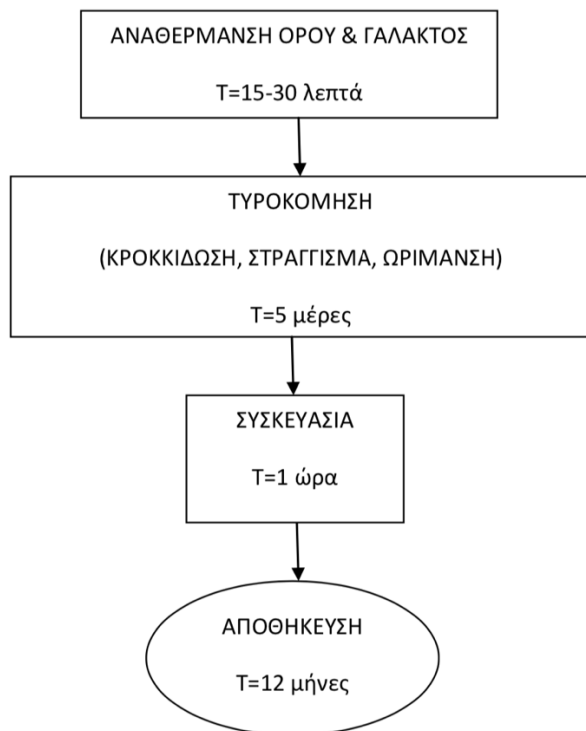 ΑΝΑΘΕΡΜΑΝΣΗ ΟΡΟΥ & ΓΑΛΑΚΤΟΣ
Τ=15-30 λεπτά
ΤΥΡΟΚΟΜΗΣΗ
(ΚΡΟΚΚΙΔΩΣΗ, ΣΤΡΑΓΓΙΣΜΑ, ΩΡΙΜΑΝΣΗ)
Τ=5 μέρες
ΣΥΣΚΕΥΑΣΙΑ
Τ=1 ώρα
ΑΠΟΘΗΚΕΥΣΗ
Τ=12 μήνες